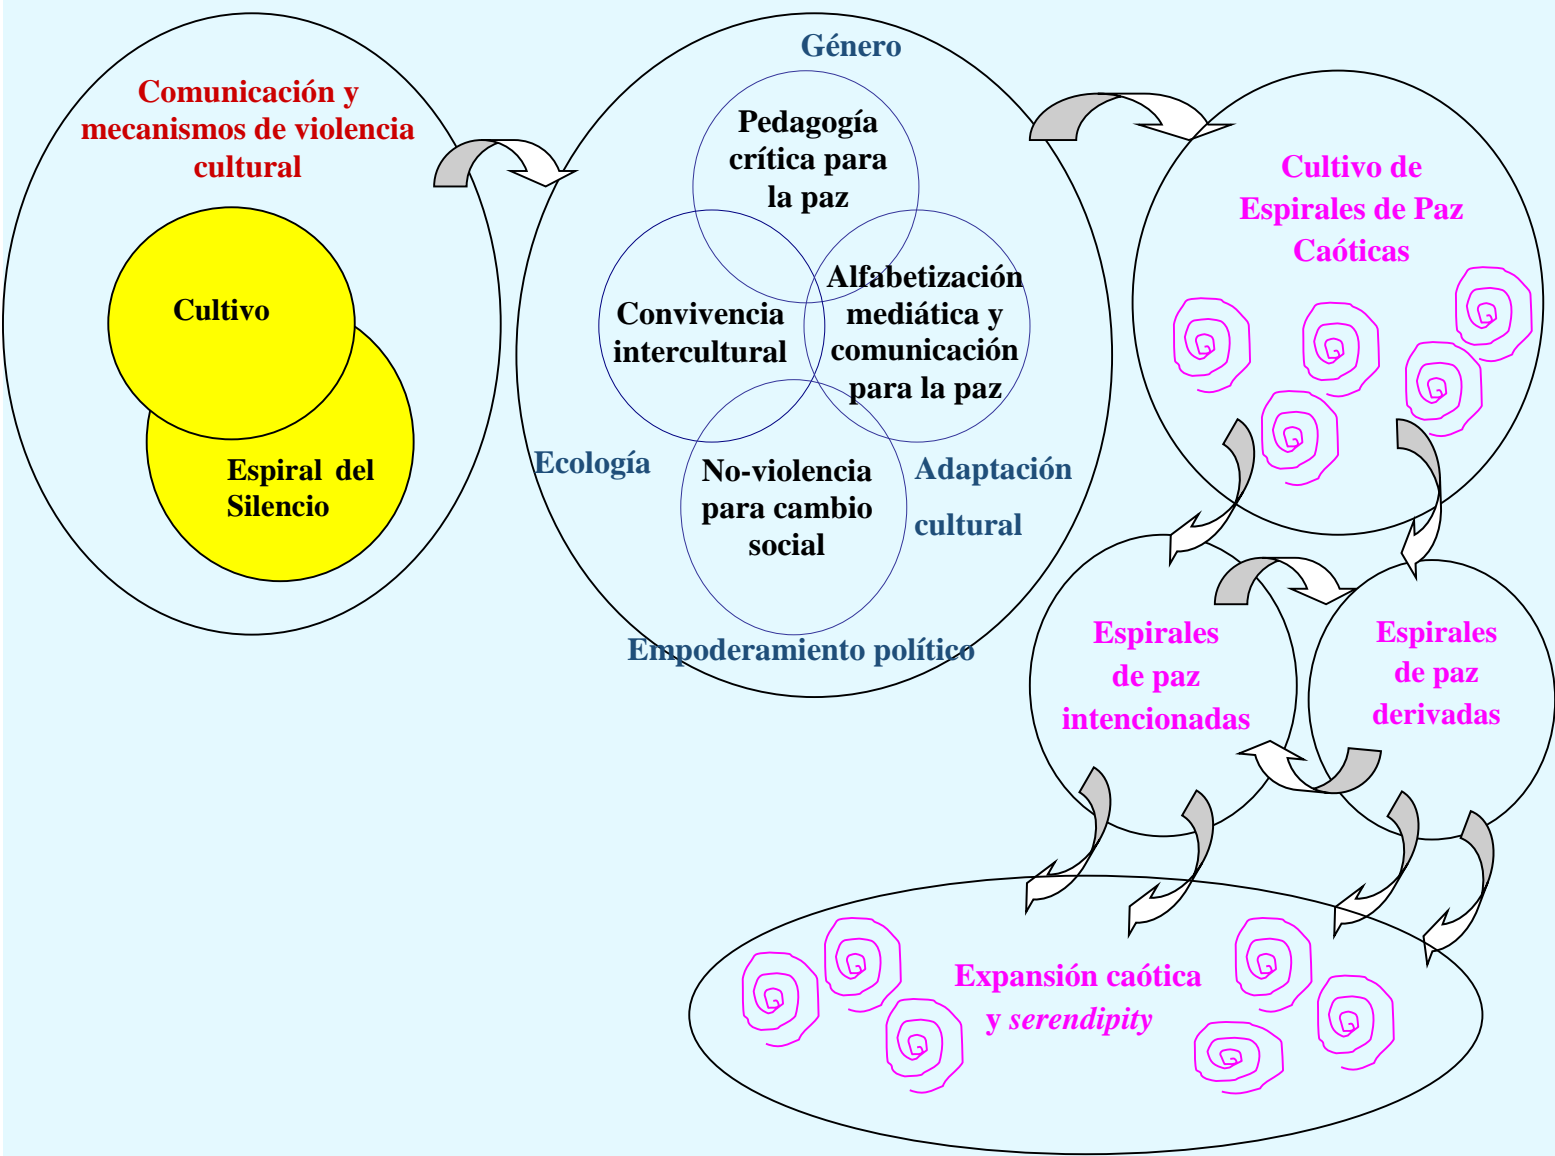 Comunicación y
mecanismos de violencia
cultural
Cultivo
Espiral del
Silencio
Género
Pedagogía
crítica para
la paz
Convivencia
intercultural
Alfabetización
mediática y
comunicación
para la paz
Ecología
No-violencia
para cambio
social
Adaptación
cultural
Empoderamiento político
Cultivo de
Espirales de Paz
Caóticas
Espirales
de paz
intencionadas
Espirales
de paz
derivadas
Expansión caótica
y serendipity